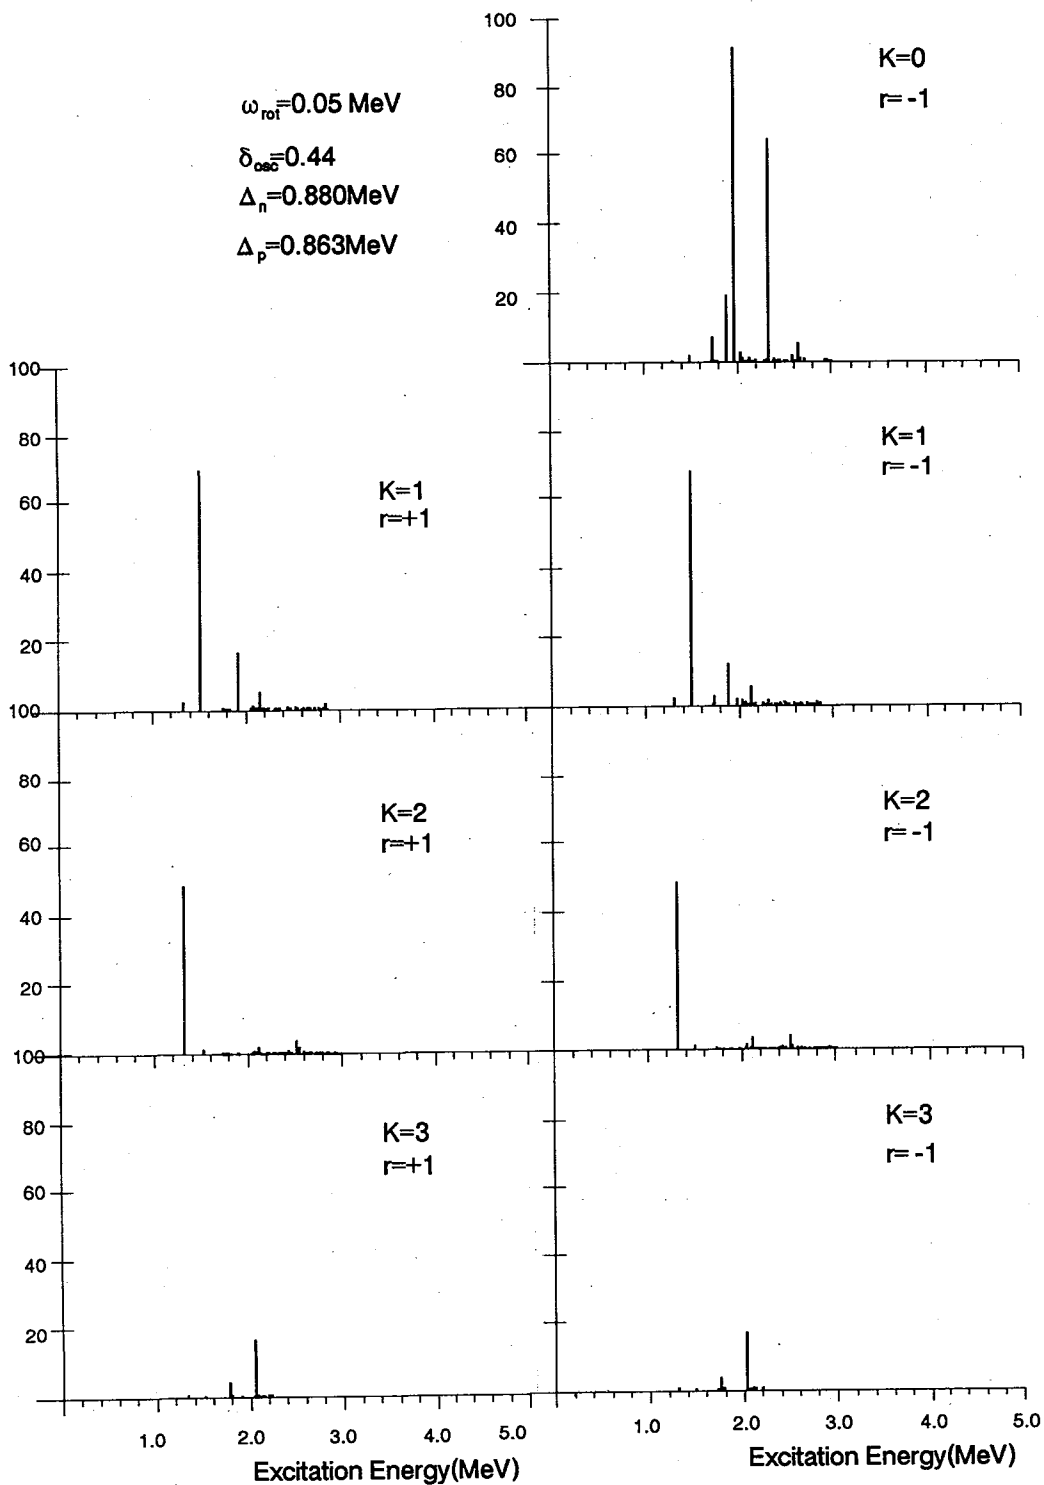 ω_rot=0.05 MeV
δ_osc=0.44
Δ_n=0.880MeV
Δ_p=0.863MeV
100
80
60
40
20
K=0
r= -1
100
80
60
40
20
K=1
r=+1
K=1
r= -1
100
80
60
40
20
K=2
r=+1
K=2
r= -1
100
80
60
40
20
K=3
r=+1
K=3
r= -1
1.0 2.0 3.0 4.0 5.0
Excitation Energy(MeV)
1.0 2.0 3.0 4.0 5.0
Excitation Energy(MeV)